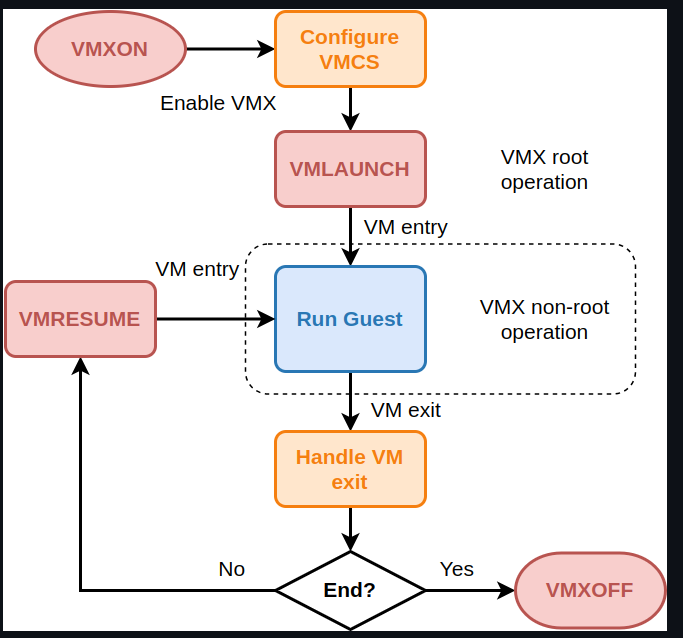 VMXON
Configure
VMCS
Enable VMX
VMLAUNCH
VMX root
operation
VM entry
VM entry
VMRESUME
Run Guest
VMX non-root
operation
VM exit
Handle VM
exit
No
End?
Yes
VMXOFF